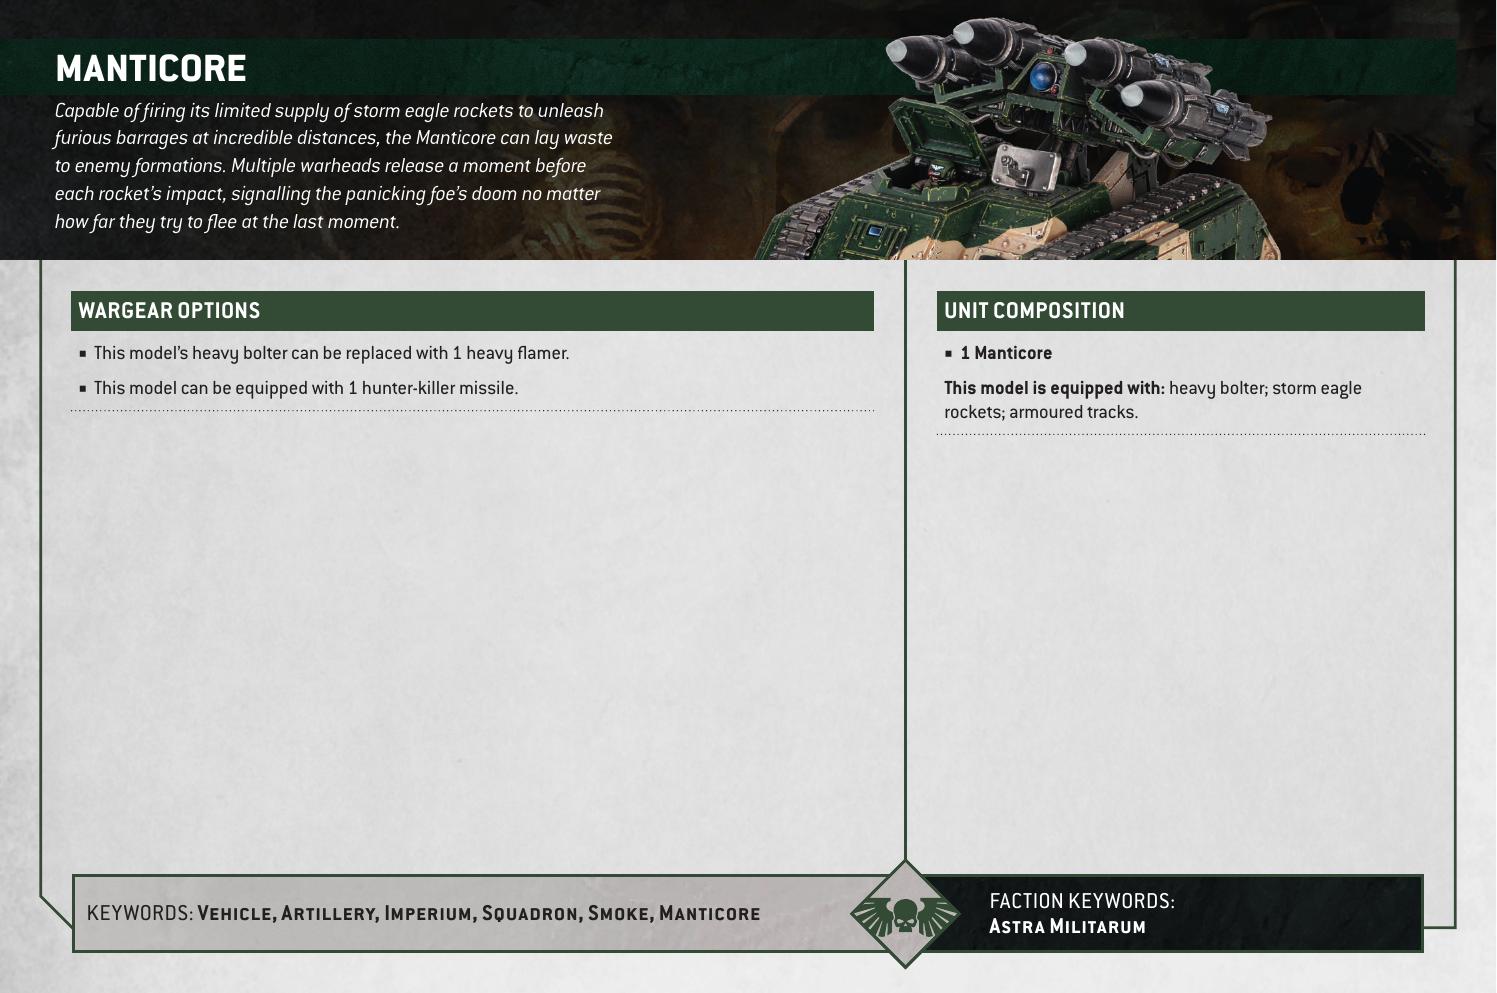 MANTICORE
Capable of firing its limited supply of storm eagle rockets to unleash
furious barrages at incredible distances, the Manticore can lay waste
to enemy formations. Multiple warheads release a moment before
each rocket’s impact, signalling the panicking foe’s doom no matter
how far they try to flee at the last moment.
WARGEAR OPTIONS
▪ This model’s heavy bolter can be replaced with 1 heavy flamer.
▪ This model can be equipped with 1 hunter-killer missile.
UNIT COMPOSITION
▪ 1 Manticore
This model is equipped with: heavy bolter; storm eagle
rockets; armoured tracks.
KEYWORDS: Vehicle, Artillery, Imperium, Squadron, Smoke, Manticore
FACTION KEYWORDS:
Astra Militarum